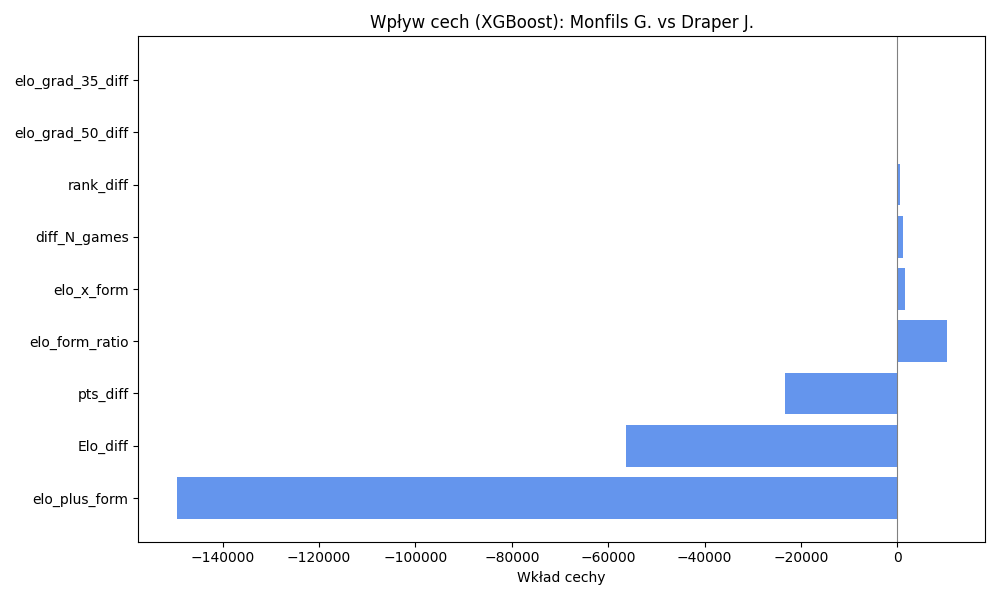 Wpływ cech (XGBoost): Monfils G. vs Draper J.
elo_grad_35_diff
elo_grad_50_diff
rank_diff
diff_N_games
elo_x_form
elo_form_ratio
pts_diff
Elo_diff
elo_plus_form
−140000 −120000 −100000 −80000 −60000 −40000 −20000 0
Wkład cechy